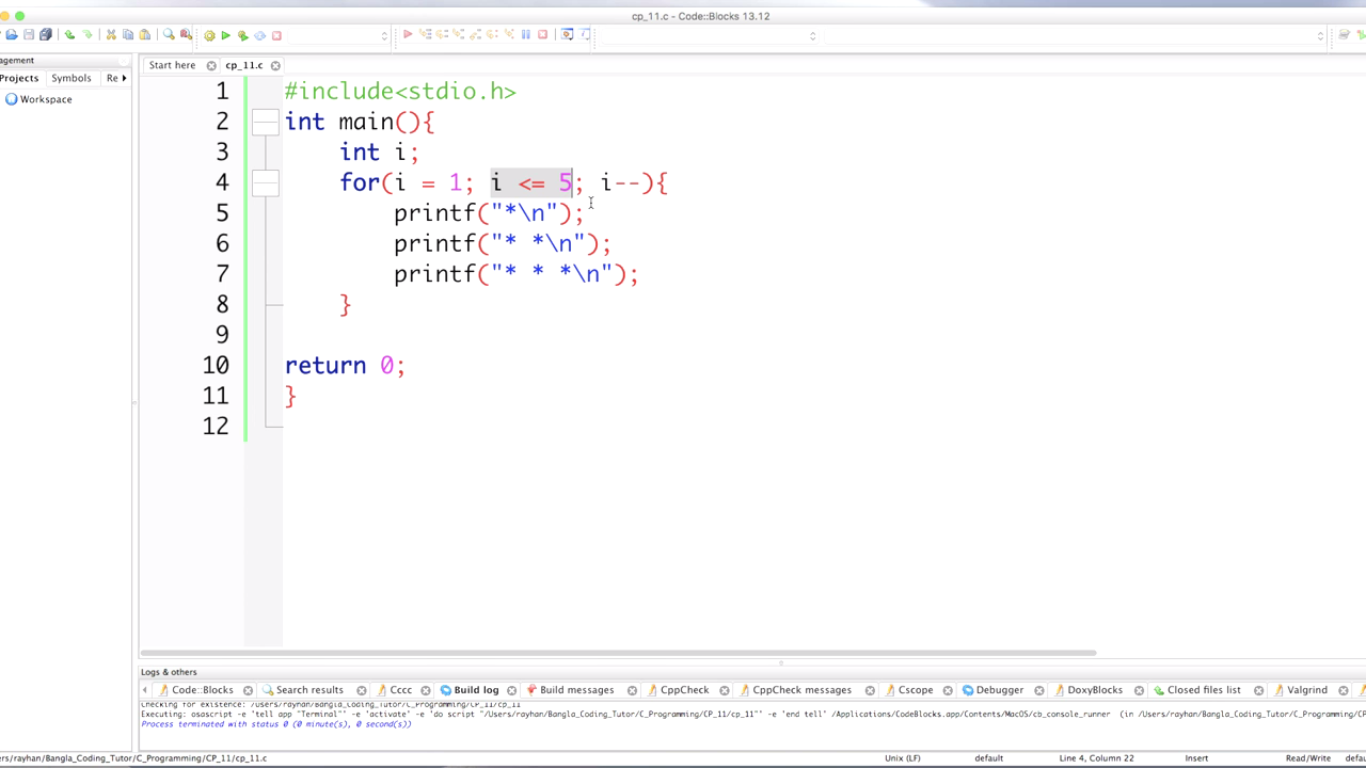 cp_11.c - Code::Blocks 13.12
agement
Start here cp_11.c
Projects Symbols Re
Workspace
1 #include<stdio.h>
2 int main(){
3 int i;
4 for(i = 1; i <= 5; i--){
5 printf("*\n");
6 printf("* *\n");
7 printf("* * *\n");
8 }
9
10 return 0;
11 }
12
Logs & others
Code::Blocks Search results Cccc Build log Build messages CppCheck CppCheck messages Cscope Debugger DoxyBlocks Closed files list Valgrind
Checking for existence: /Users/rayhan/Bangla_Coding_Tutor/C_Programming/CP_11/cp_11
Executing: osascript -e 'tell app "Terminal"' -e 'activate' -e 'do script "/Users/rayhan/Bangla_Coding_Tutor/C_Programming/CP_11/cp_11"' -e 'end tell' /Applications/CodeBlocks.app/Contents/MacOS/cb_console_runner (in /Users/rayhan/Bangla_Coding_Tutor/C_Programming/CP
Process terminated with status 0 (0 minute(s), 0 second(s))
ers/rayhan/Bangla_Coding_Tutor/C_Programming/CP_11/cp_11.c Unix (LF) default Line 4, Column 22 Insert Read/Write defau